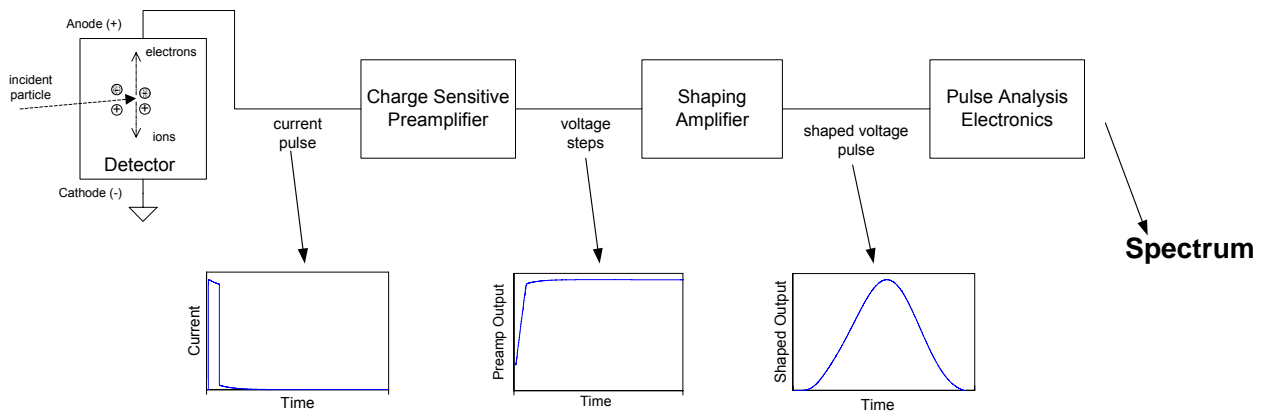 Anode (+)
electrons
incident
particle
ions
Detector
Cathode (-)
current
pulse
Charge Sensitive
Preamplifier
voltage
steps
Shaping
Amplifier
shaped voltage
pulse
Pulse Analysis
Electronics
Spectrum
Current
Time
Preamp Output
Time
Shaped Output
Time